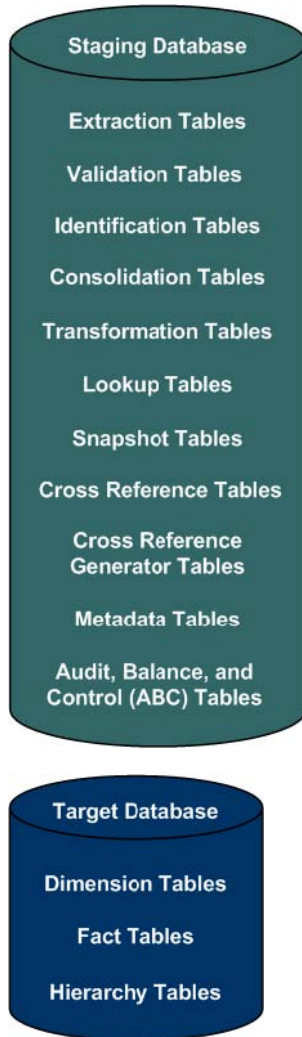 Staging Database
Extraction Tables
Validation Tables
Identification Tables
Consolidation Tables
Transformation Tables
Lookup Tables
Snapshot Tables
Cross Reference Tables
Cross Reference
Generator Tables
Metadata Tables
Audit, Balance, and
Control (ABC) Tables
Target Database
Dimension Tables
Fact Tables
Hierarchy Tables